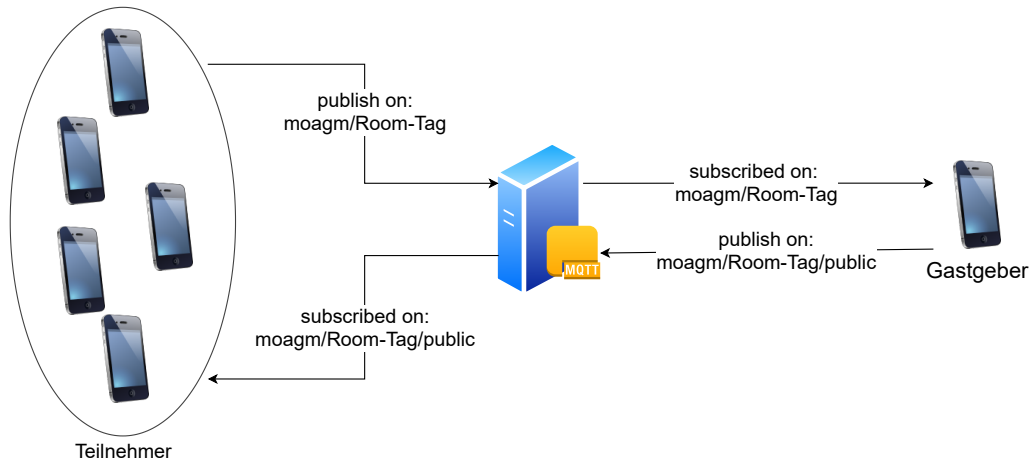 publish on:
moagm/Room-Tag
subscribed on:
moagm/Room-Tag
publish on:
moagm/Room-Tag/public
MQTT
Gastgeber
subscribed on:
moagm/Room-Tag/public
Teilnehmer